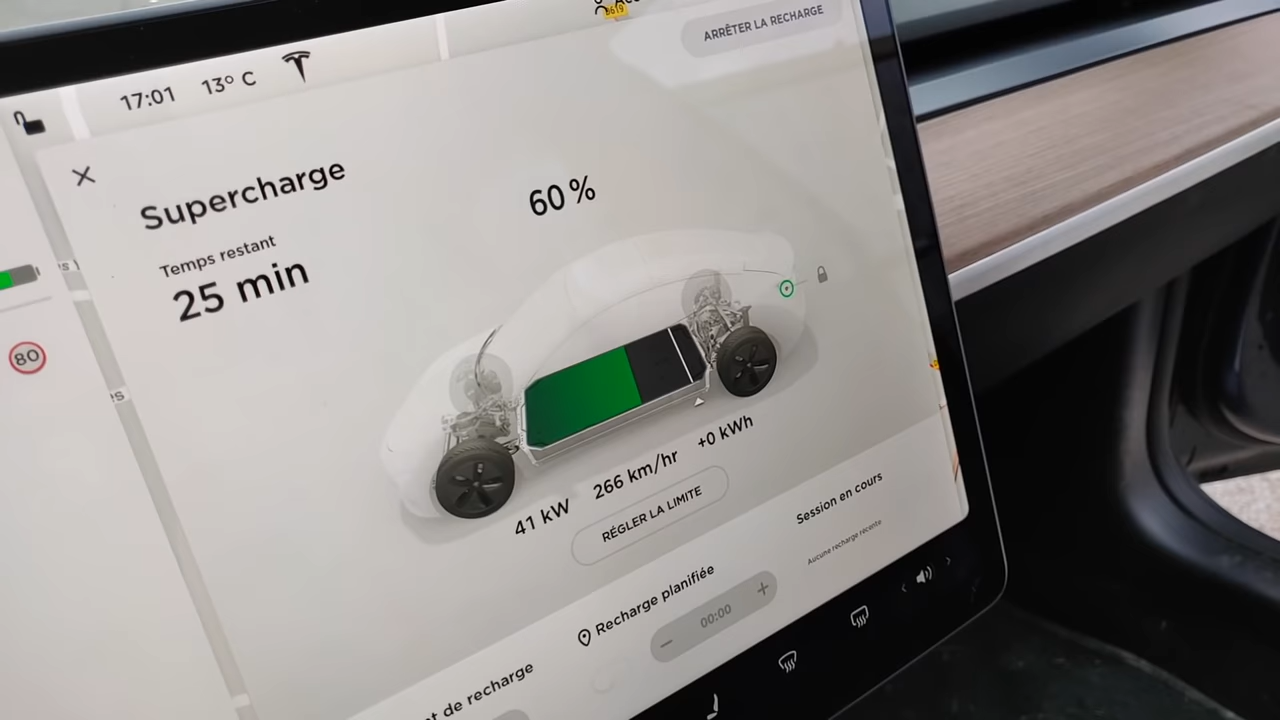 17:01
13° C
8619
ARRÊTER LA RECHARGE
Supercharge
60 %
Temps restant
25 min
80
41 kW
266 km/hr
+0 kWh
RÉGLER LA LIMITE
Session en cours
Aucune recharge récente
Recharge planifiée
− 00:00 +
de recharge